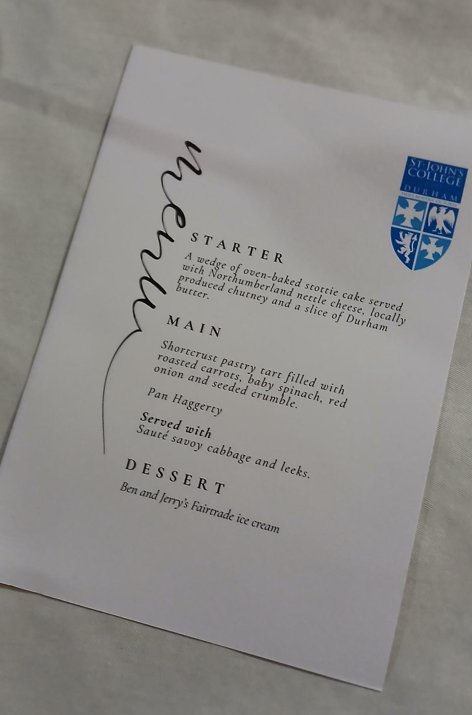 menu
ST·JOHN'S
COLLEGE
DURHAM
STARTER
A wedge of oven-baked stottie cake served
with Northumberland nettle cheese, locally
produced chutney and a slice of Durham
butter.
MAIN
Shortcrust pastry tart filled with
roasted carrots, baby spinach, red
onion and seeded crumble.
Pan Haggerty
Served with
Sauté savoy cabbage and leeks.
DESSERT
Ben and Jerry's Fairtrade ice cream